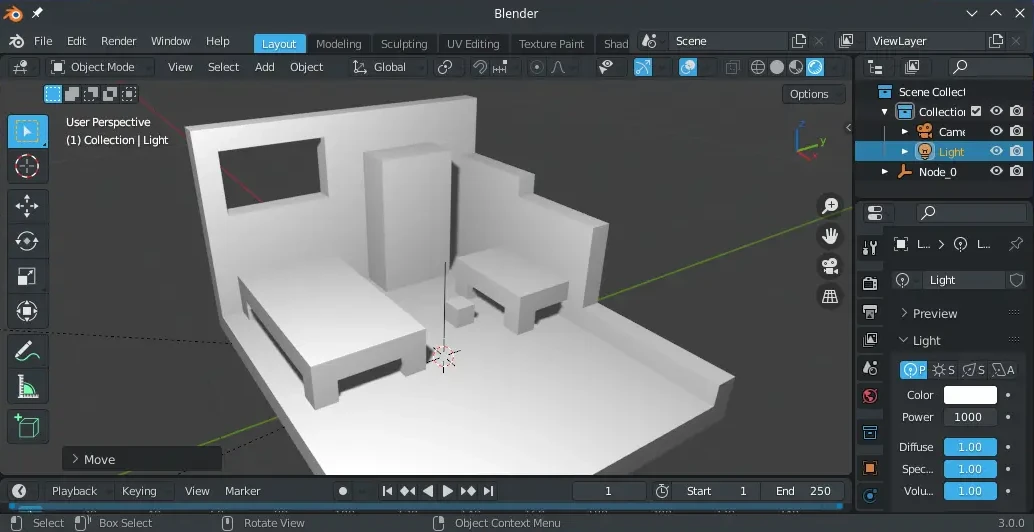 Blender
File Edit Render Window Help Layout Modeling Sculpting UV Editing Texture Paint Shad Scene ViewLayer
Object Mode View Select Add Object Global
Options
User Perspective
(1) Collection | Light
Z
Y
X
Move
Scene Collect
Collection
Came
Light
Node_0
L... L...
Light
Preview
Light
P S S A
Color
Power 1000
Diffuse 1.00
Spec... 1.00
Volu... 1.00
Playback Keying View Marker 1 Start 1 End 250
Select Box Select Rotate View Object Context Menu 3.0.0